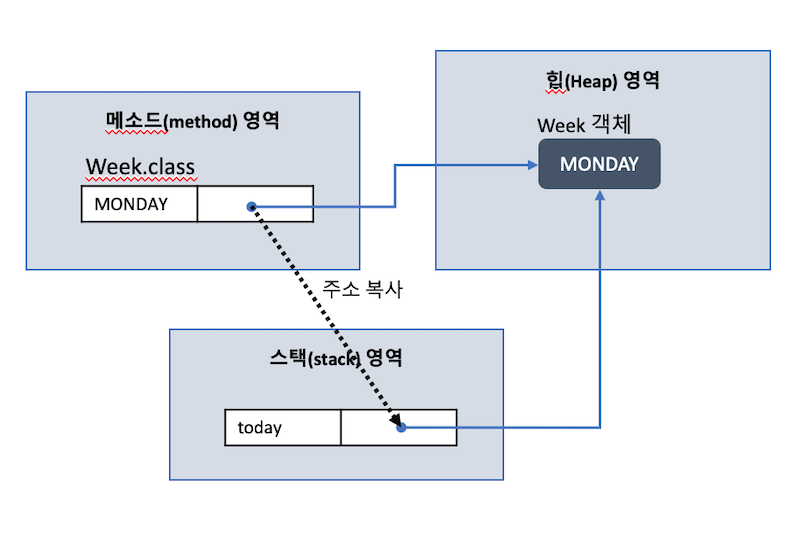 메소드(method) 영역
Week.class
MONDAY
힙(Heap) 영역
Week 객체
MONDAY
주소 복사
스택(stack) 영역
today